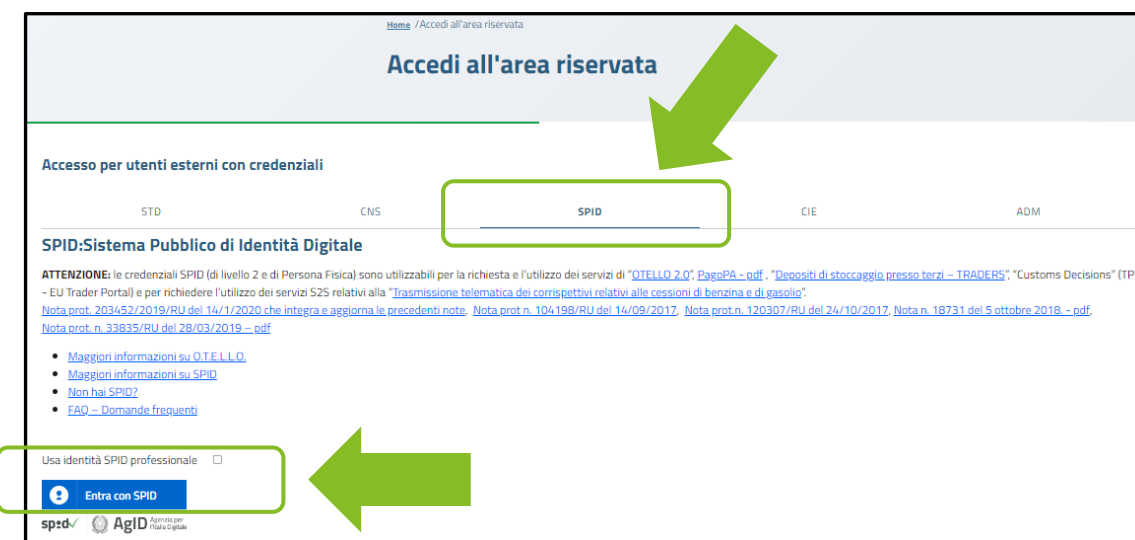 Home / Accedi all'area riservata
Accedi all'area riservata
Accesso per utenti esterni con credenziali
STD CNS SPID CIE ADM
SPID:Sistema Pubblico di Identità Digitale
ATTENZIONE: le credenziali SPID (di livello 2 e di Persona Fisica) sono utilizzabili per la richiesta e l'utilizzo dei servizi di "OTELLO 2.0", PagoPA - pdf , "Depositi di stoccaggio presso terzi – TRADERS", "Customs Decisions" (TP
- EU Trader Portal) e per richiedere l'utilizzo dei servizi S2S relativi alla "Trasmissione telematica dei corrispettivi relativi alle cessioni di benzina e di gasolio".
Nota prot. 203452/2019/RU del 14/1/2020 che integra e aggiorna le precedenti note, Nota prot n. 104198/RU del 14/09/2017, Nota prot.n. 120307/RU del 24/10/2017, Nota n. 18731 del 5 ottobre 2018. - pdf,
Nota prot. n. 33835/RU del 28/03/2019 – pdf
• Maggiori informazioni su O.T.E.L.L.O.
• Maggiori informazioni su SPID
• Non hai SPID?
• FAQ – Domande frequenti
Usa identità SPID professionale
Entra con SPID
spid AgID Agenzia per
l'Italia Digitale